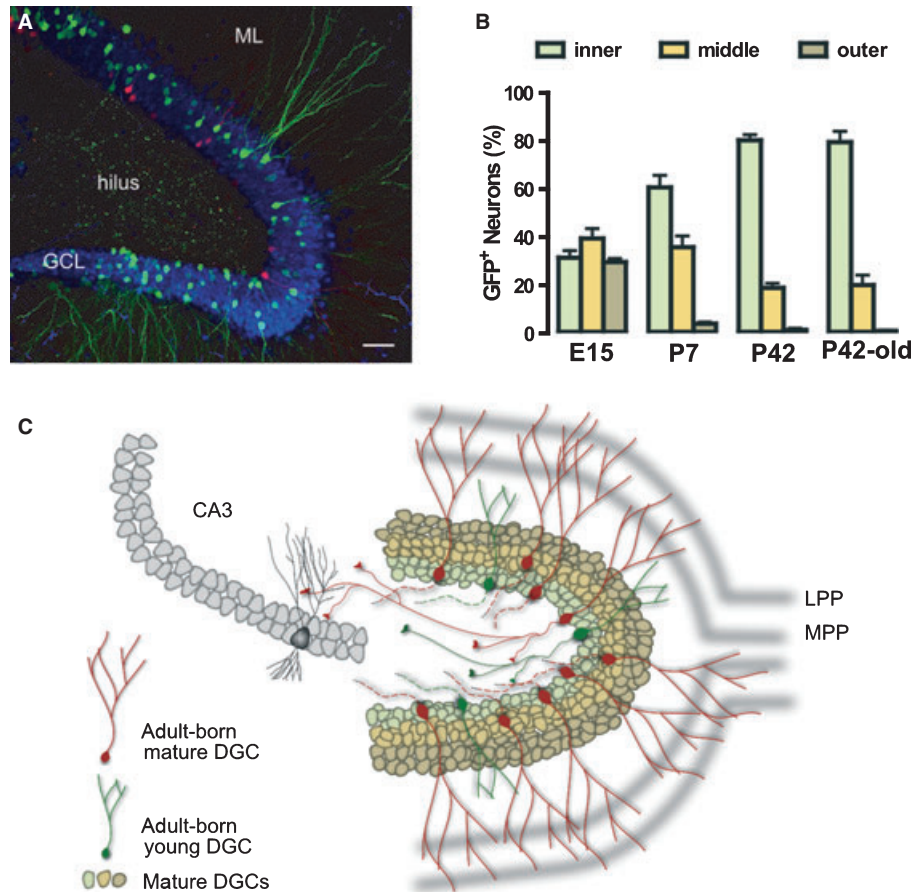 A
ML
hilus
GCL
B
inner middle outer
GFP+ Neurons (%)
100
80
60
40
20
0
E15 P7 P42 P42-old
C
CA3
LPP
MPP
Adult-born
mature DGC
Adult-born
young DGC
Mature DGCs